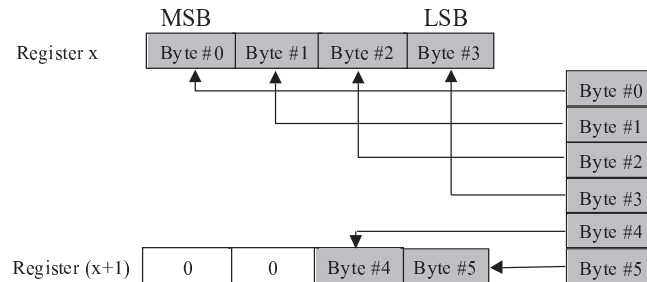 MSB LSB
Register x Byte #0 Byte #1 Byte #2 Byte #3
Byte #0
Byte #1
Byte #2
Byte #3
Byte #4
Register (x+1) 0 0 Byte #4 Byte #5 Byte #5